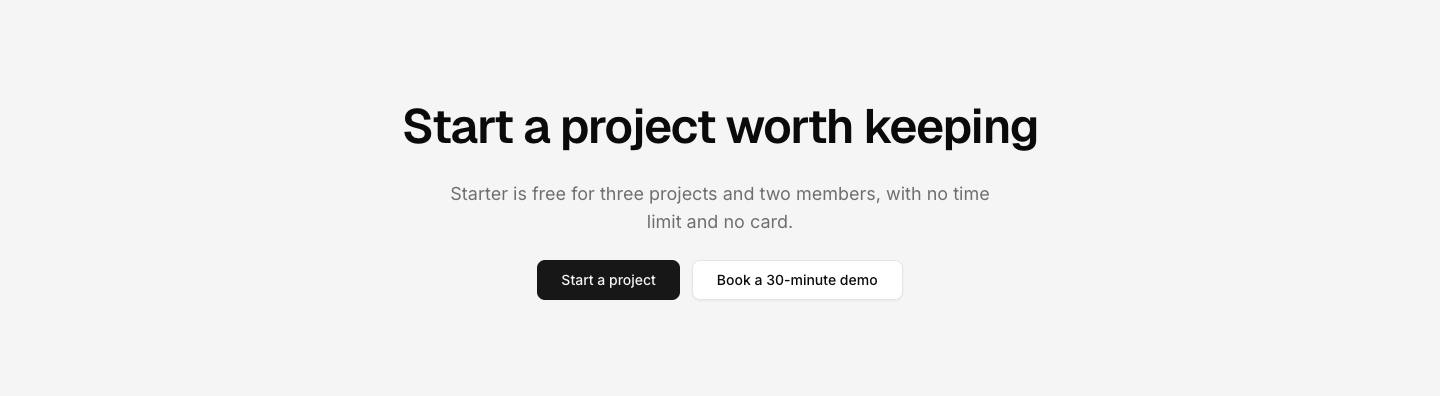 Start a project worth keeping
Starter is free for three projects and two members, with no time
limit and no card.
Start a project
Book a 30-minute demo